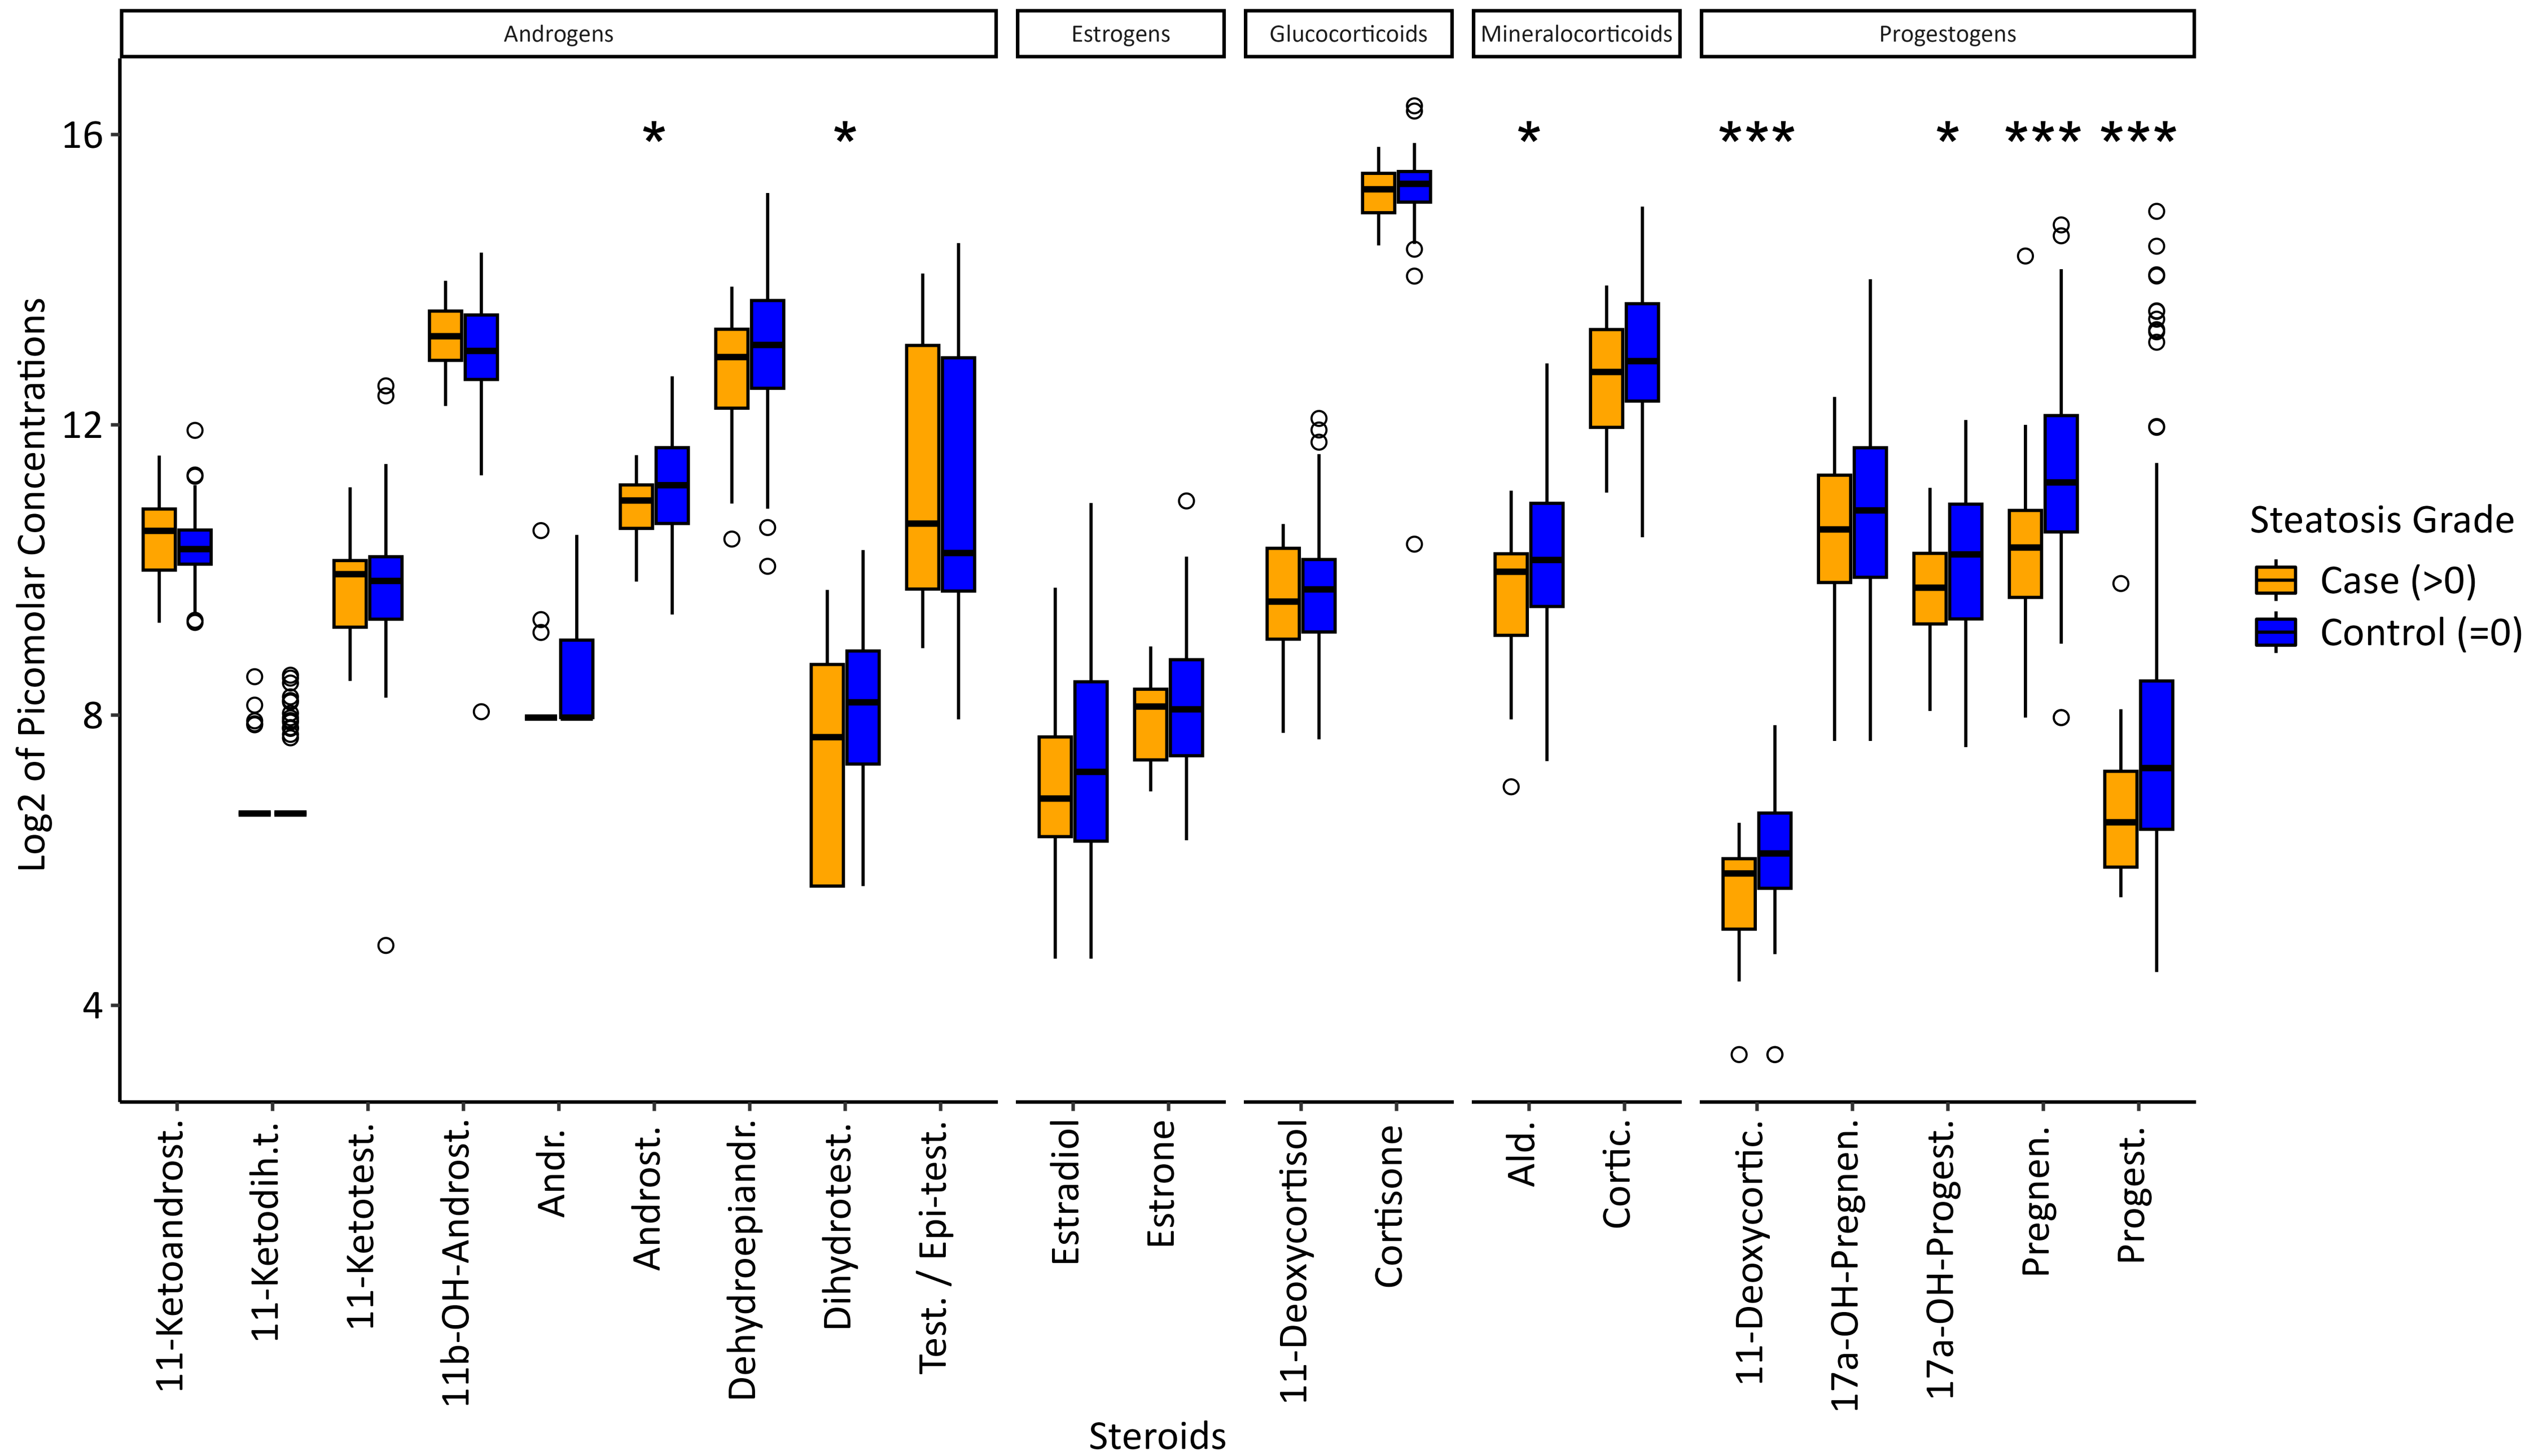 Androgens
Estrogens
Glucocorticoids
Mineralocorticoids
Progestogens
* * * *** * *** ***
16
12
8
4
Log2 of Picomolar Concentrations
11-Ketoandrost.
11-Ketodih.t.
11-Ketotest.
11b-OH-Androst.
Andr.
Androst.
Dehydroepiandr.
Dihydrotest.
Test. / Epi-test.
Estradiol
Estrone
11-Deoxycortisol
Cortisone
Ald.
Cortic.
11-Deoxycortic.
17a-OH-Pregnen.
17a-OH-Progest.
Pregnen.
Progest.
Steroids
Steatosis Grade
Case (>0)
Control (=0)